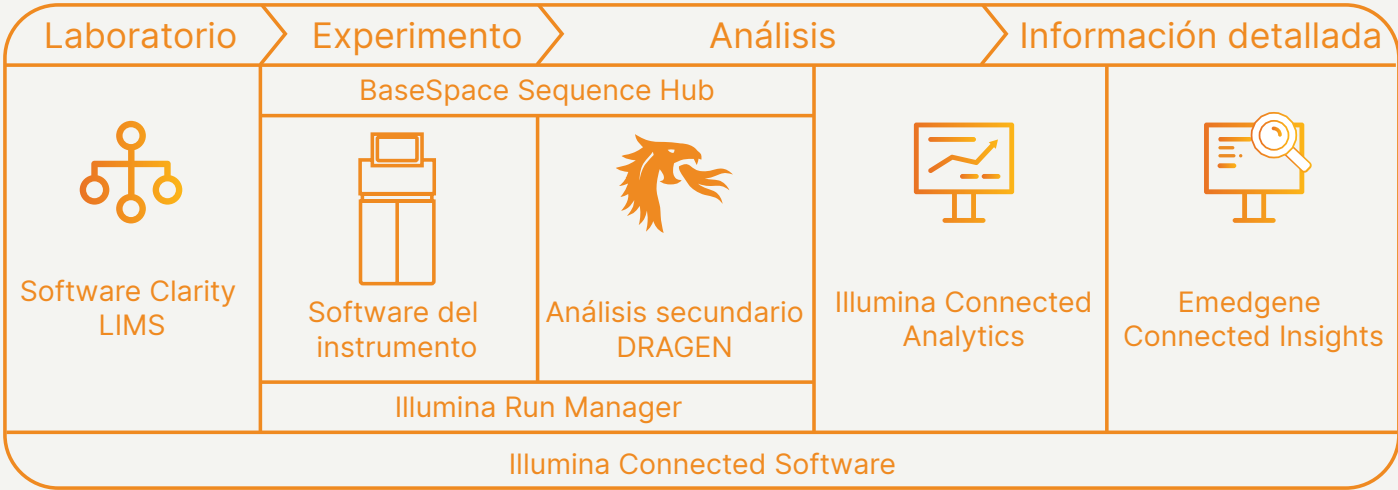 Laboratorio
Experimento
Análisis
Información detallada
BaseSpace Sequence Hub
Software Clarity
LIMS
Software del
instrumento
Análisis secundario
DRAGEN
Illumina Connected
Analytics
Emedgene
Connected Insights
Illumina Run Manager
Illumina Connected Software